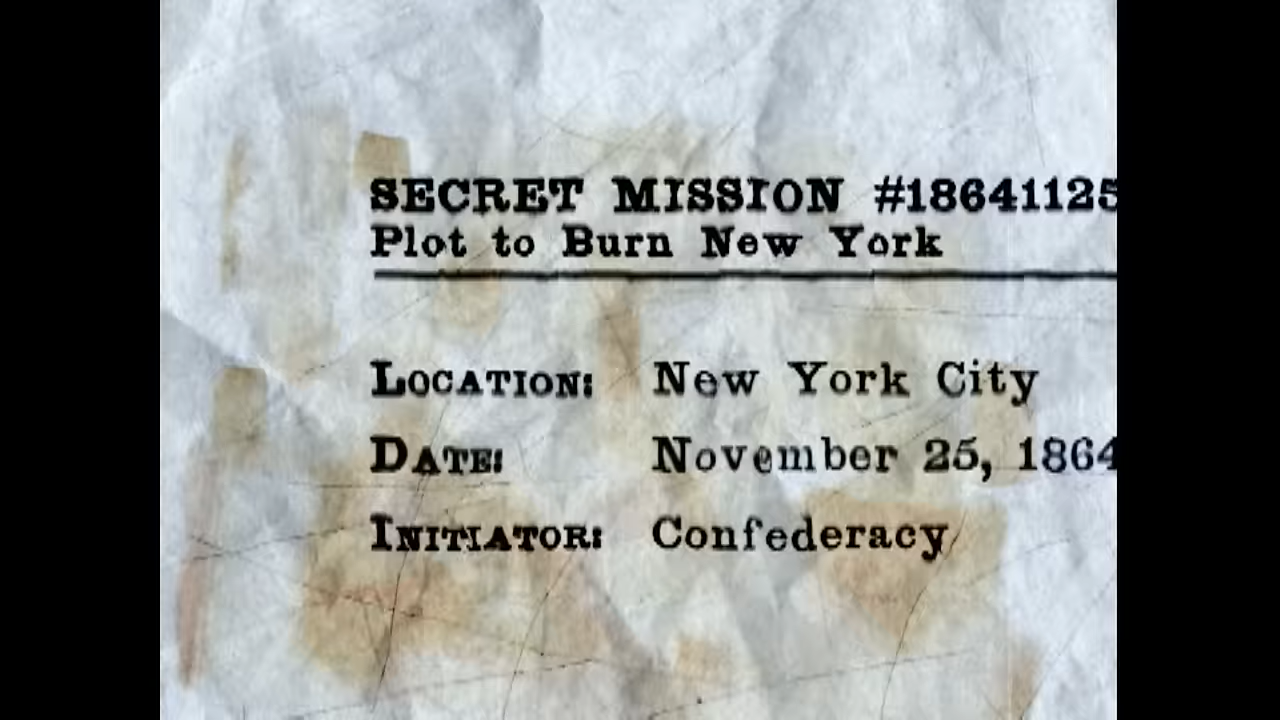 SECRET MISSION #18641125
Plot to Burn New York
LOCATION: New York City
DATE: November 25, 1864
INITIATOR: Confederacy